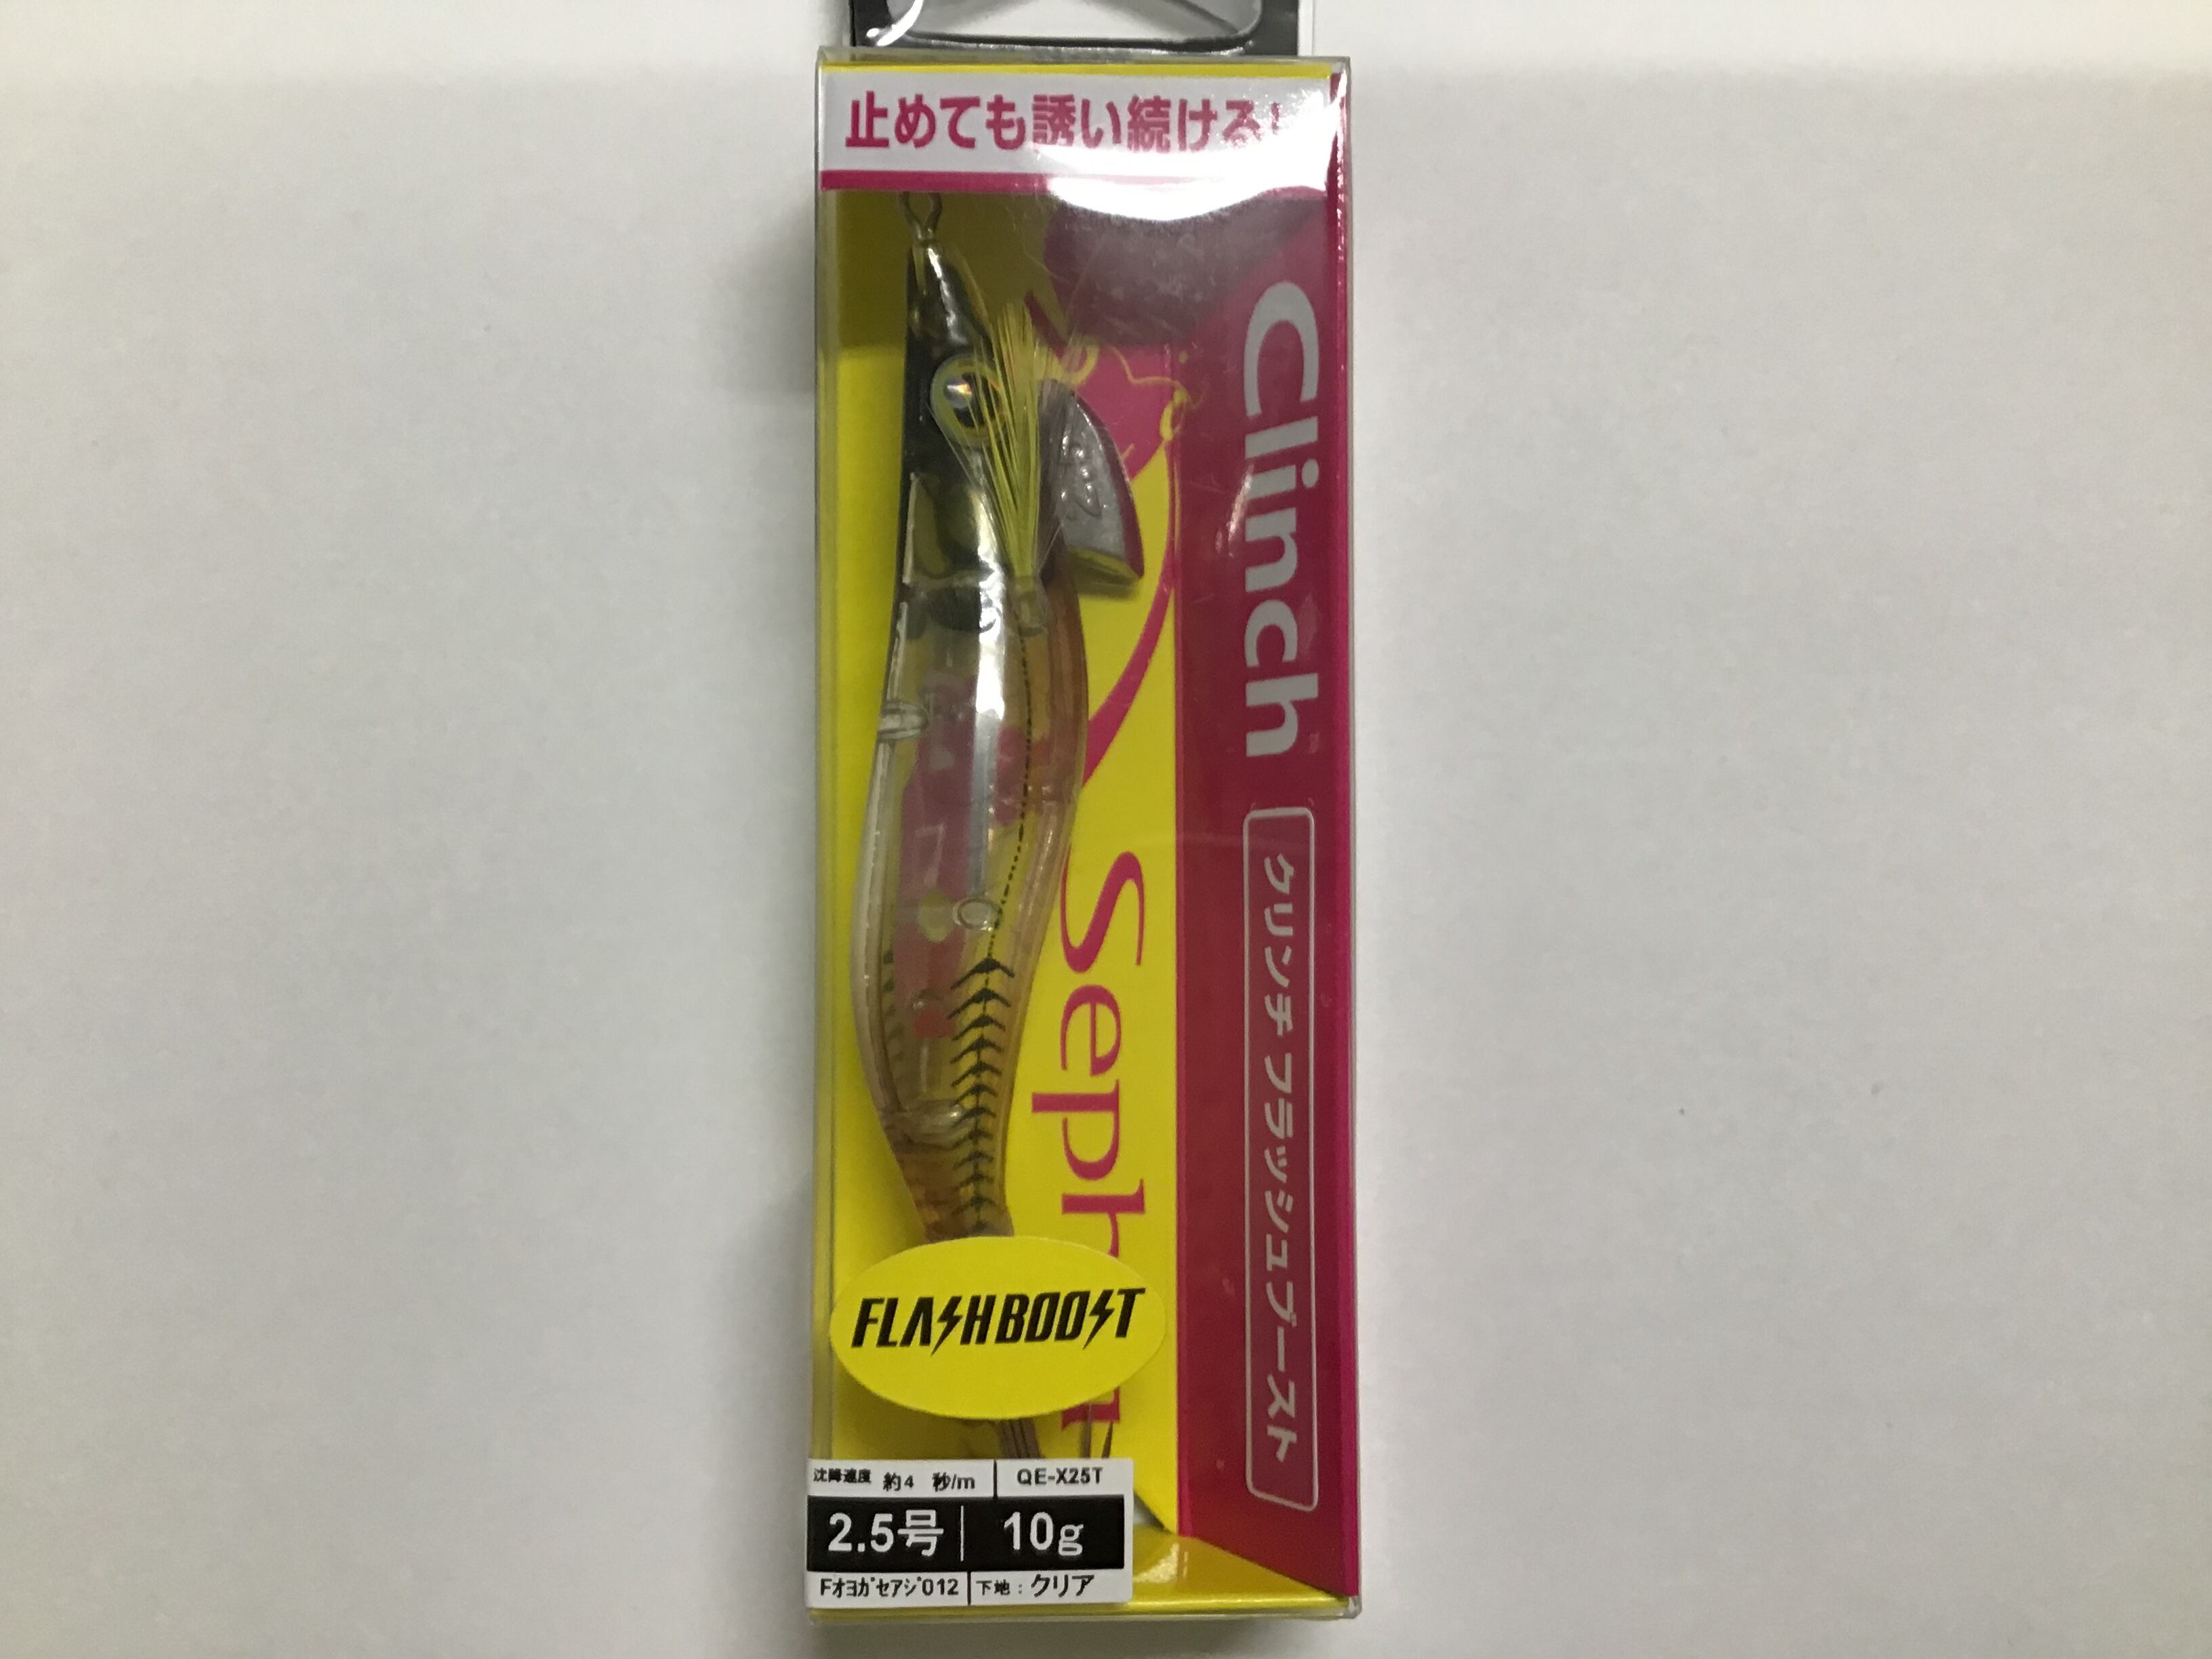 止めても誘い続ける!
Clinch
クリンチ フラッシュブースト
Seph
FLASHBOOST
沈降速度 約4 秒/m QE-X25T
2.5号 10g
Fオヨガセアジ012 下地:クリア